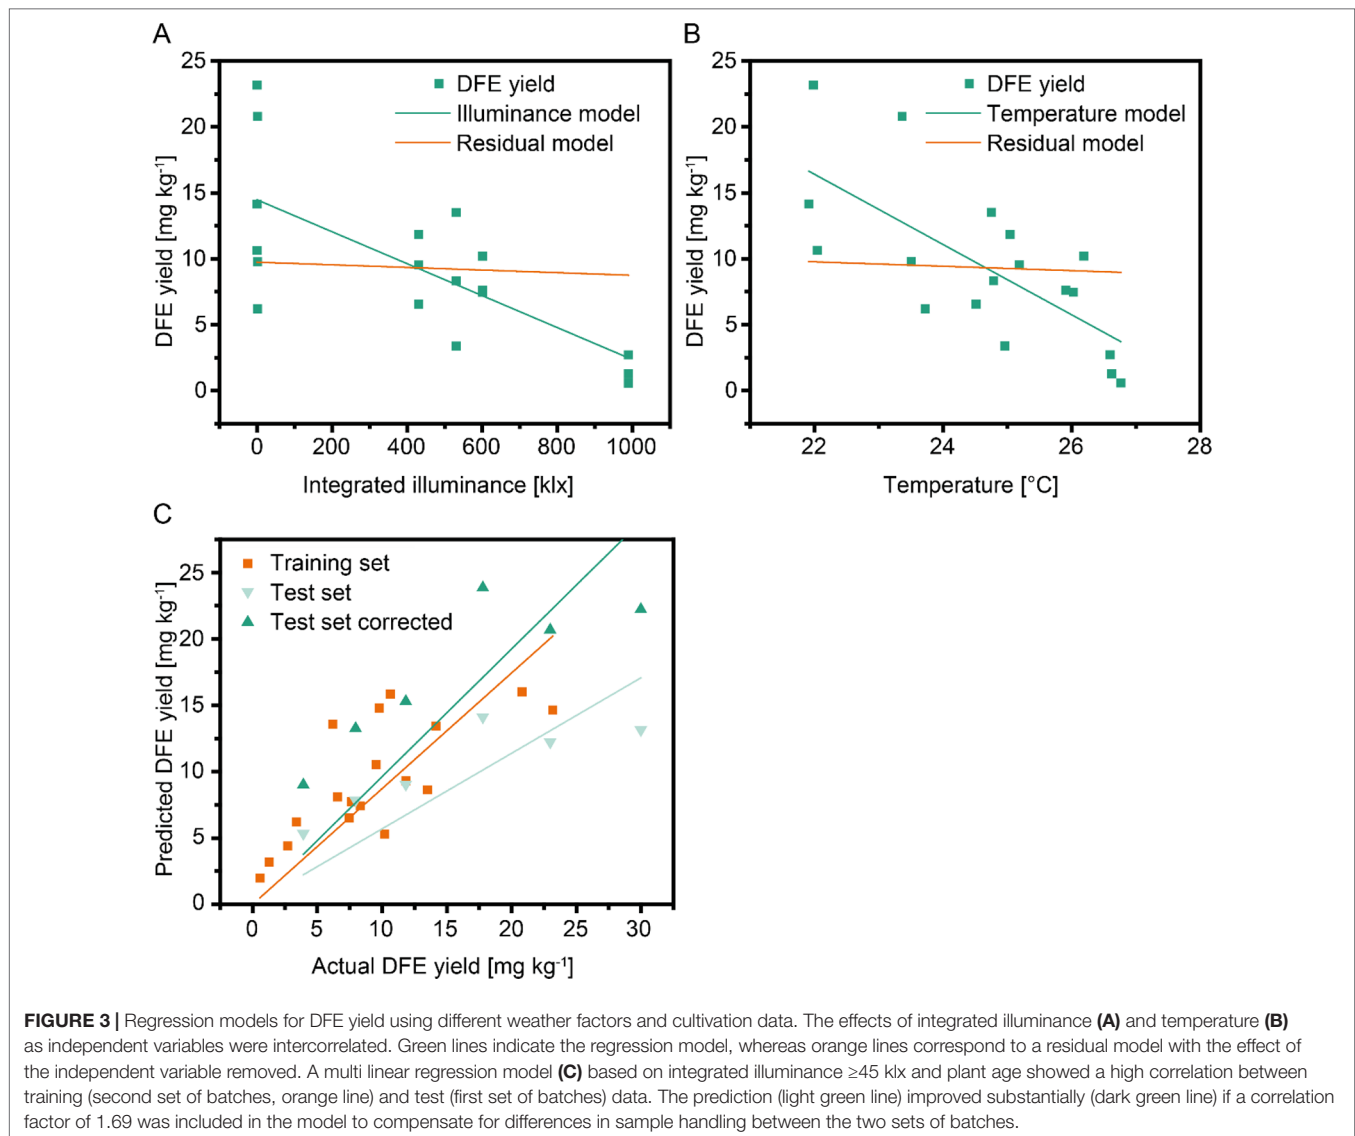 A
25
20
15
10
5
0
DFE yield [mg kg⁻¹]
DFE yield
Illuminance model
Residual model
0 200 400 600 800 1000
Integrated illuminance [klx]
B
25
20
15
10
5
0
DFE yield [mg kg⁻¹]
DFE yield
Temperature model
Residual model
22 24 26 28
Temperature [°C]
C
25
20
15
10
5
0
Predicted DFE yield [mg kg⁻¹]
Training set
Test set
Test set corrected
0 5 10 15 20 25 30
Actual DFE yield [mg kg⁻¹]
FIGURE 3 | Regression models for DFE yield using different weather factors and cultivation data. The effects of integrated illuminance (A) and temperature (B)
as independent variables were intercorrelated. Green lines indicate the regression model, whereas orange lines correspond to a residual model with the effect of
the independent variable removed. A multi linear regression model (C) based on integrated illuminance ≥45 klx and plant age showed a high correlation between
training (second set of batches, orange line) and test (first set of batches) data. The prediction (light green line) improved substantially (dark green line) if a correlation
factor of 1.69 was included in the model to compensate for differences in sample handling between the two sets of batches.